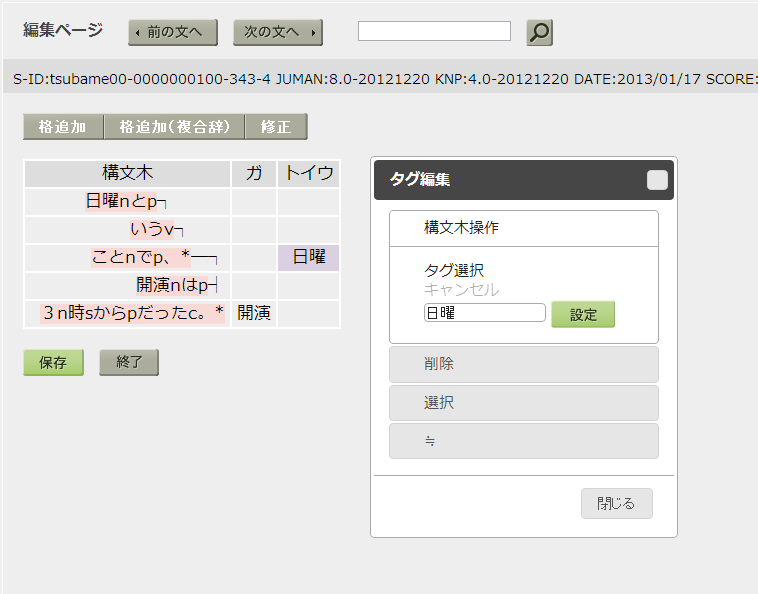 編集ページ 前の文へ 次の文へ
S-ID:tsubame00-0000000100-343-4 JUMAN:8.0-20121220 KNP:4.0-20121220 DATE:2013/01/17 SCORE:
格追加 格追加(複合辞) 修正
構文木 ガ トイウ
日曜nとp┐
いうv┐
ことnでp、*─┐ 日曜
開演nはp┤
3n時sからpだったc。* 開演
保存 終了
タグ編集
構文木操作
タグ選択
キャンセル
日曜 設定
削除
選択
≒
閉じる